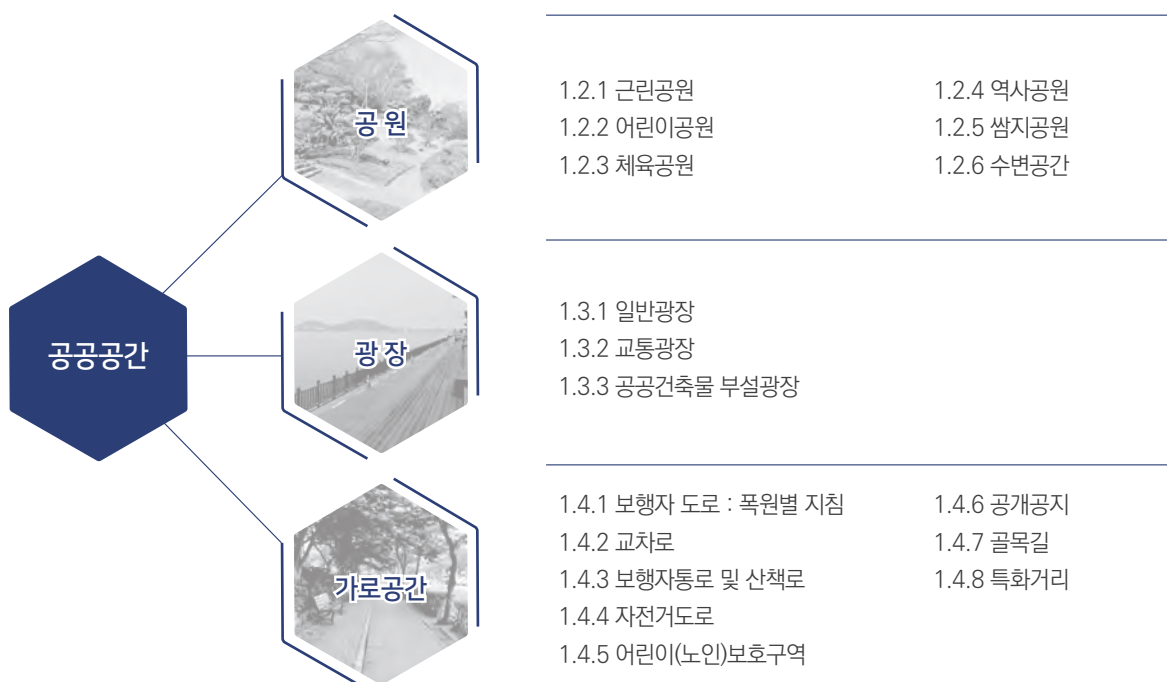 공공공간
공 원
1.2.1 근린공원
1.2.2 어린이공원
1.2.3 체육공원
1.2.4 역사공원
1.2.5 쌈지공원
1.2.6 수변공간
광 장
1.3.1 일반광장
1.3.2 교통광장
1.3.3 공공건축물 부설광장
가로공간
1.4.1 보행자 도로 : 폭원별 지침
1.4.2 교차로
1.4.3 보행자통로 및 산책로
1.4.4 자전거도로
1.4.5 어린이(노인)보호구역
1.4.6 공개공지
1.4.7 골목길
1.4.8 특화거리